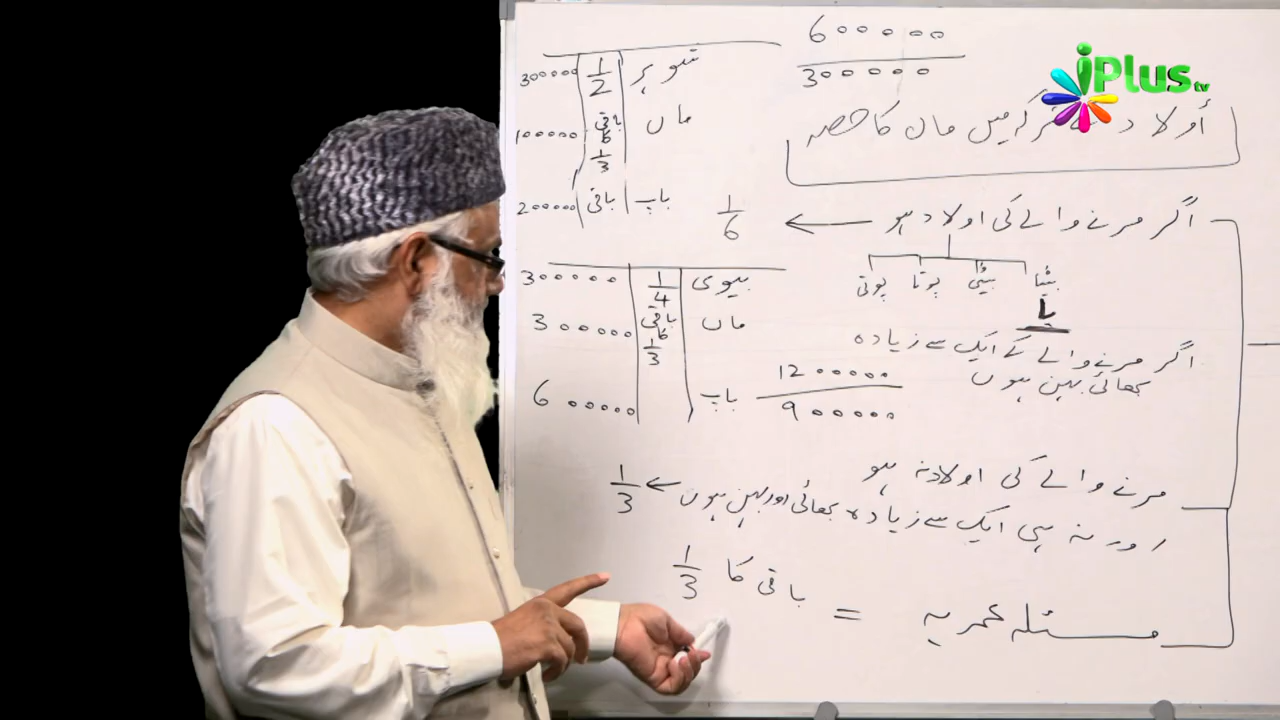 600000
300000
iPlus tv
أولاد د میں ماں کا حصہ
اگر مرنے والے کی اولاد ہو ← 1/6
بیٹا بیٹی پوتا پوتی
یا
اگر مرنے والے کے ایک سے زیادہ
بھائی بہن ہوں
مرنے والے کی اولاد نہ ہو
اور نہ ہی ایک سے زیادہ بھائی اور بہن ہوں ← 1/3
مسئلہ عمریہ = باقی کا 1/3
شوہر 1/2 300000
ماں باقی کا 1/3 100000
باپ باقی 200000
بیوی 1/4 300000
ماں باقی کا 1/3 300000
باپ 600000
1200000
900000